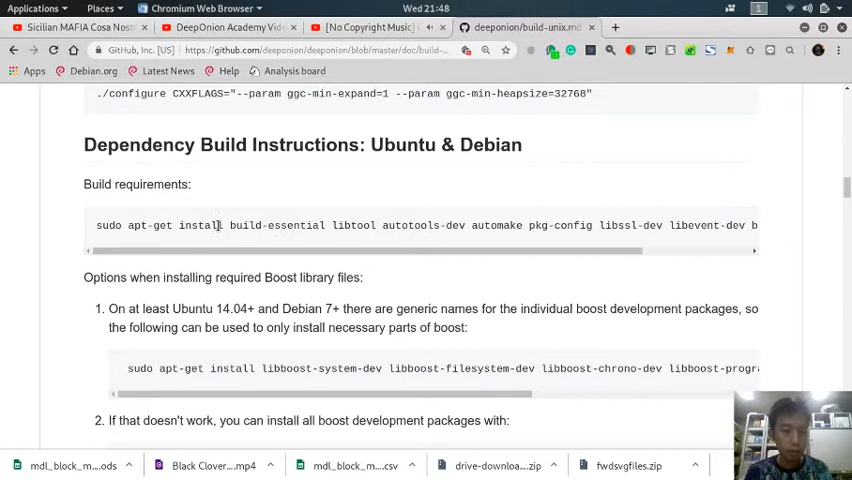 Applications Places Chromium Web Browser Wed 21:48 1
Sicilian MAFIA Cosa Nost DeepOnion Academy Vide [No Copyright Music] deeponion/build-unix.md
GitHub, Inc. [US] https://github.com/deeponion/deeponion/blob/master/doc/build-
Apps Debian.org Latest News Help Analysis board
./configure CXXFLAGS="--param ggc-min-expand=1 --param ggc-min-heapsize=32768"
Dependency Build Instructions: Ubuntu & Debian
Build requirements:
sudo apt-get install build-essential libtool autotools-dev automake pkg-config libssl-dev libevent-dev b
Options when installing required Boost library files:
1. On at least Ubuntu 14.04+ and Debian 7+ there are generic names for the individual boost development packages, so
the following can be used to only install necessary parts of boost:
sudo apt-get install libboost-system-dev libboost-filesystem-dev libboost-chrono-dev libboost-progra
2. If that doesn't work, you can install all boost development packages with:
mdl_block_m....ods Black Clover....mp4 mdl_block_m....csv drive-downloa....zip fwdsvgfiles.zip